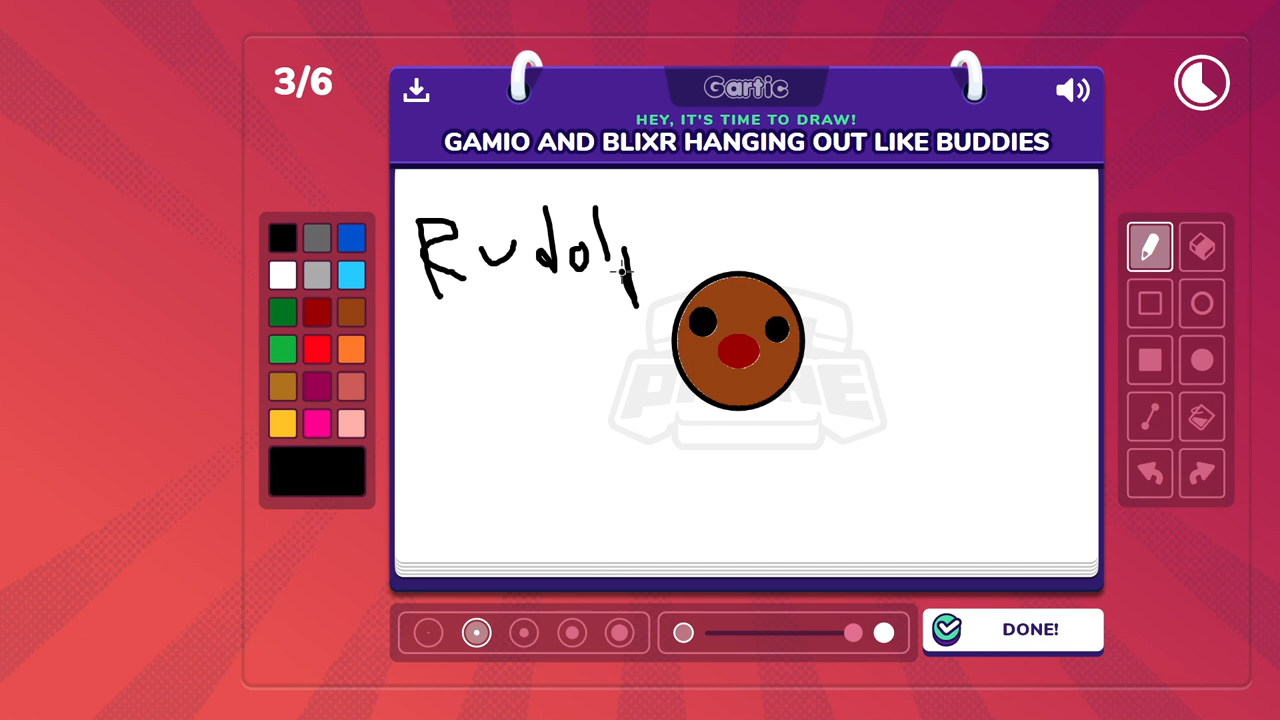 3/6
Gartic
HEY, IT'S TIME TO DRAW!
GAMIO AND BLIXR HANGING OUT LIKE BUDDIES
Rudol
DONE!